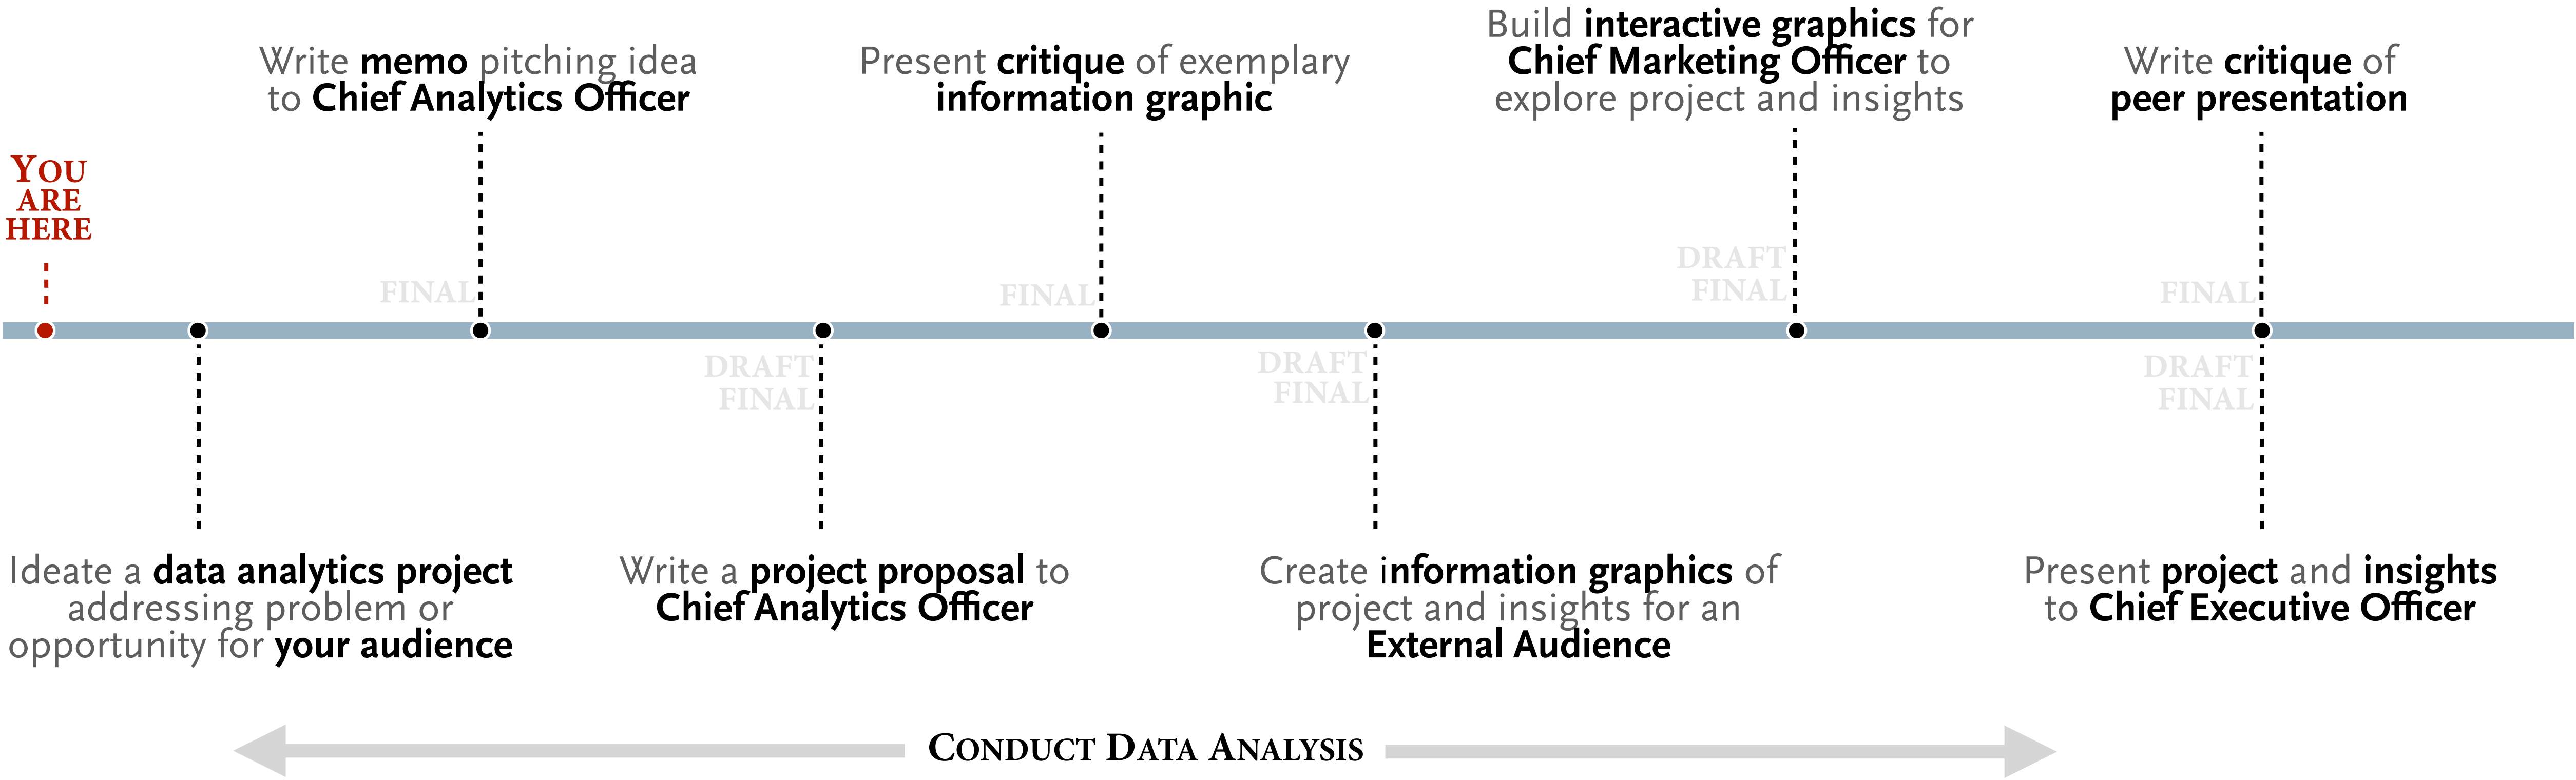 YOU
ARE
HERE
Write memo pitching idea
to Chief Analytics Officer
FINAL
Present critique of exemplary
information graphic
FINAL
Build interactive graphics for
Chief Marketing Officer to
explore project and insights
DRAFT
FINAL
Write critique of
peer presentation
FINAL
Ideate a data analytics project
addressing problem or
opportunity for your audience
DRAFT
FINAL
Write a project proposal to
Chief Analytics Officer
DRAFT
FINAL
Create information graphics of
project and insights for an
External Audience
DRAFT
FINAL
Present project and insights
to Chief Executive Officer
CONDUCT DATA ANALYSIS